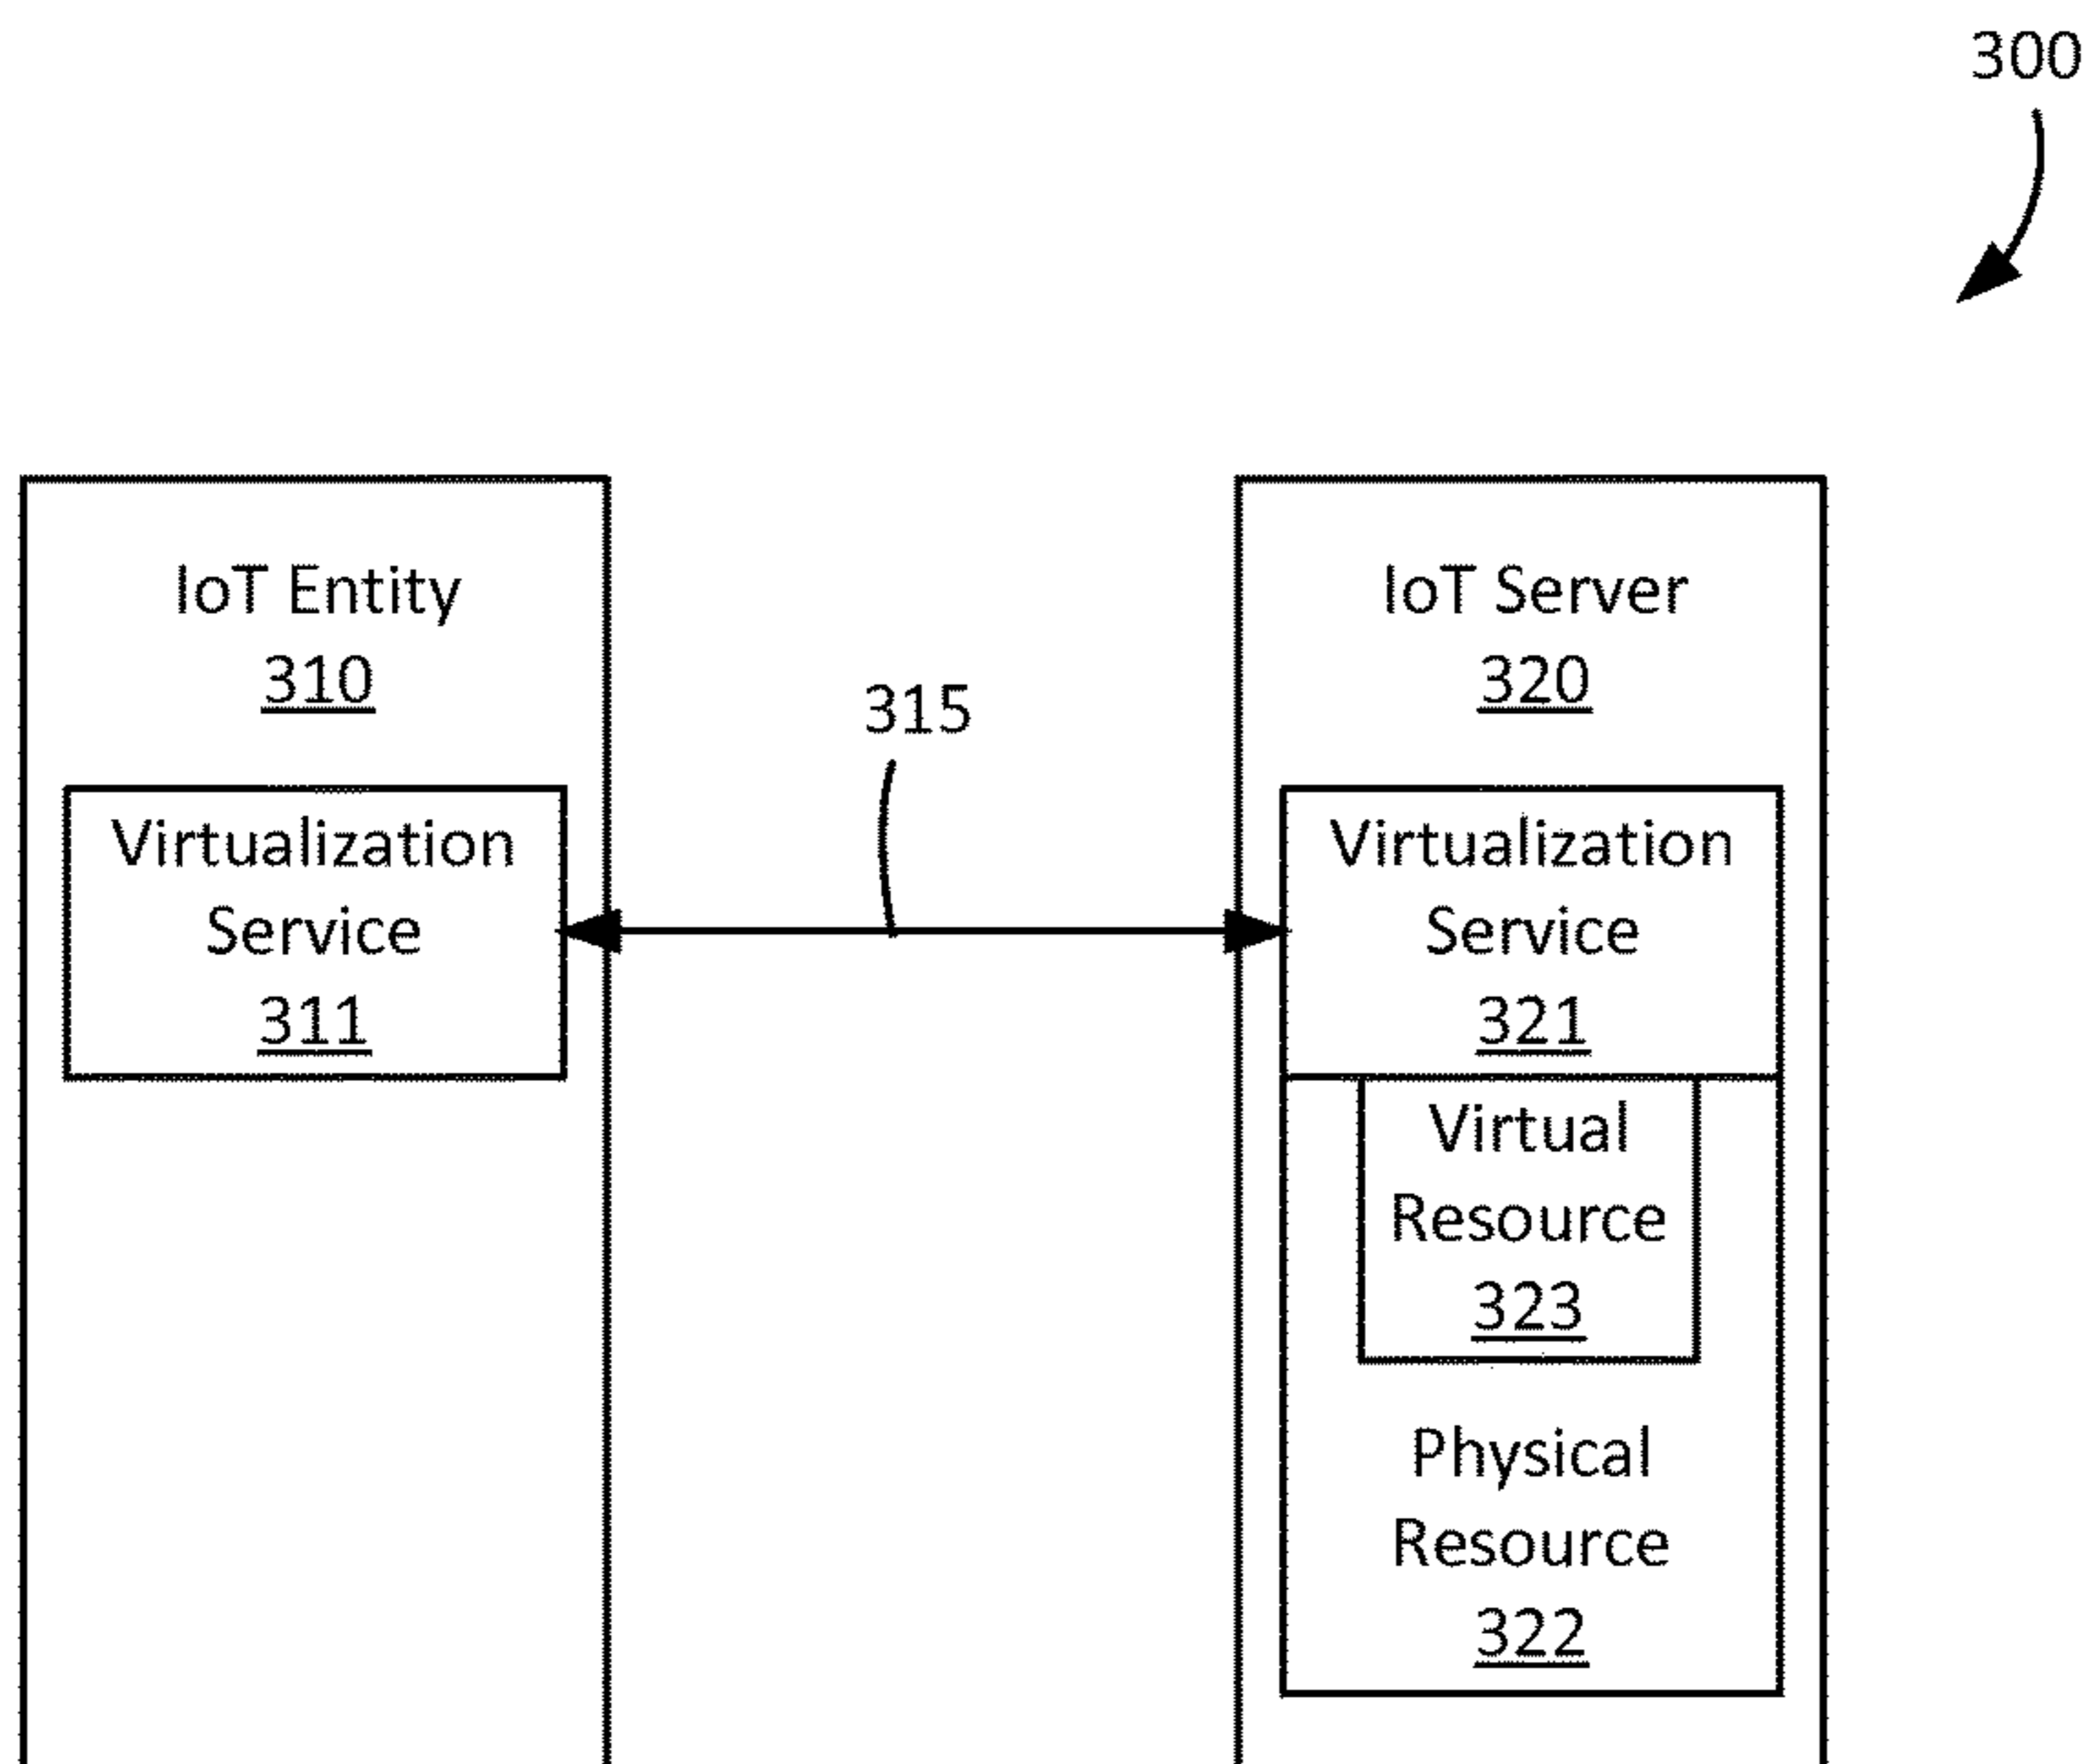 300
IoT Entity
310
Virtualization
Service
311
315
IoT Server
320
Virtualization
Service
321
Virtual
Resource
323
Physical
Resource
322